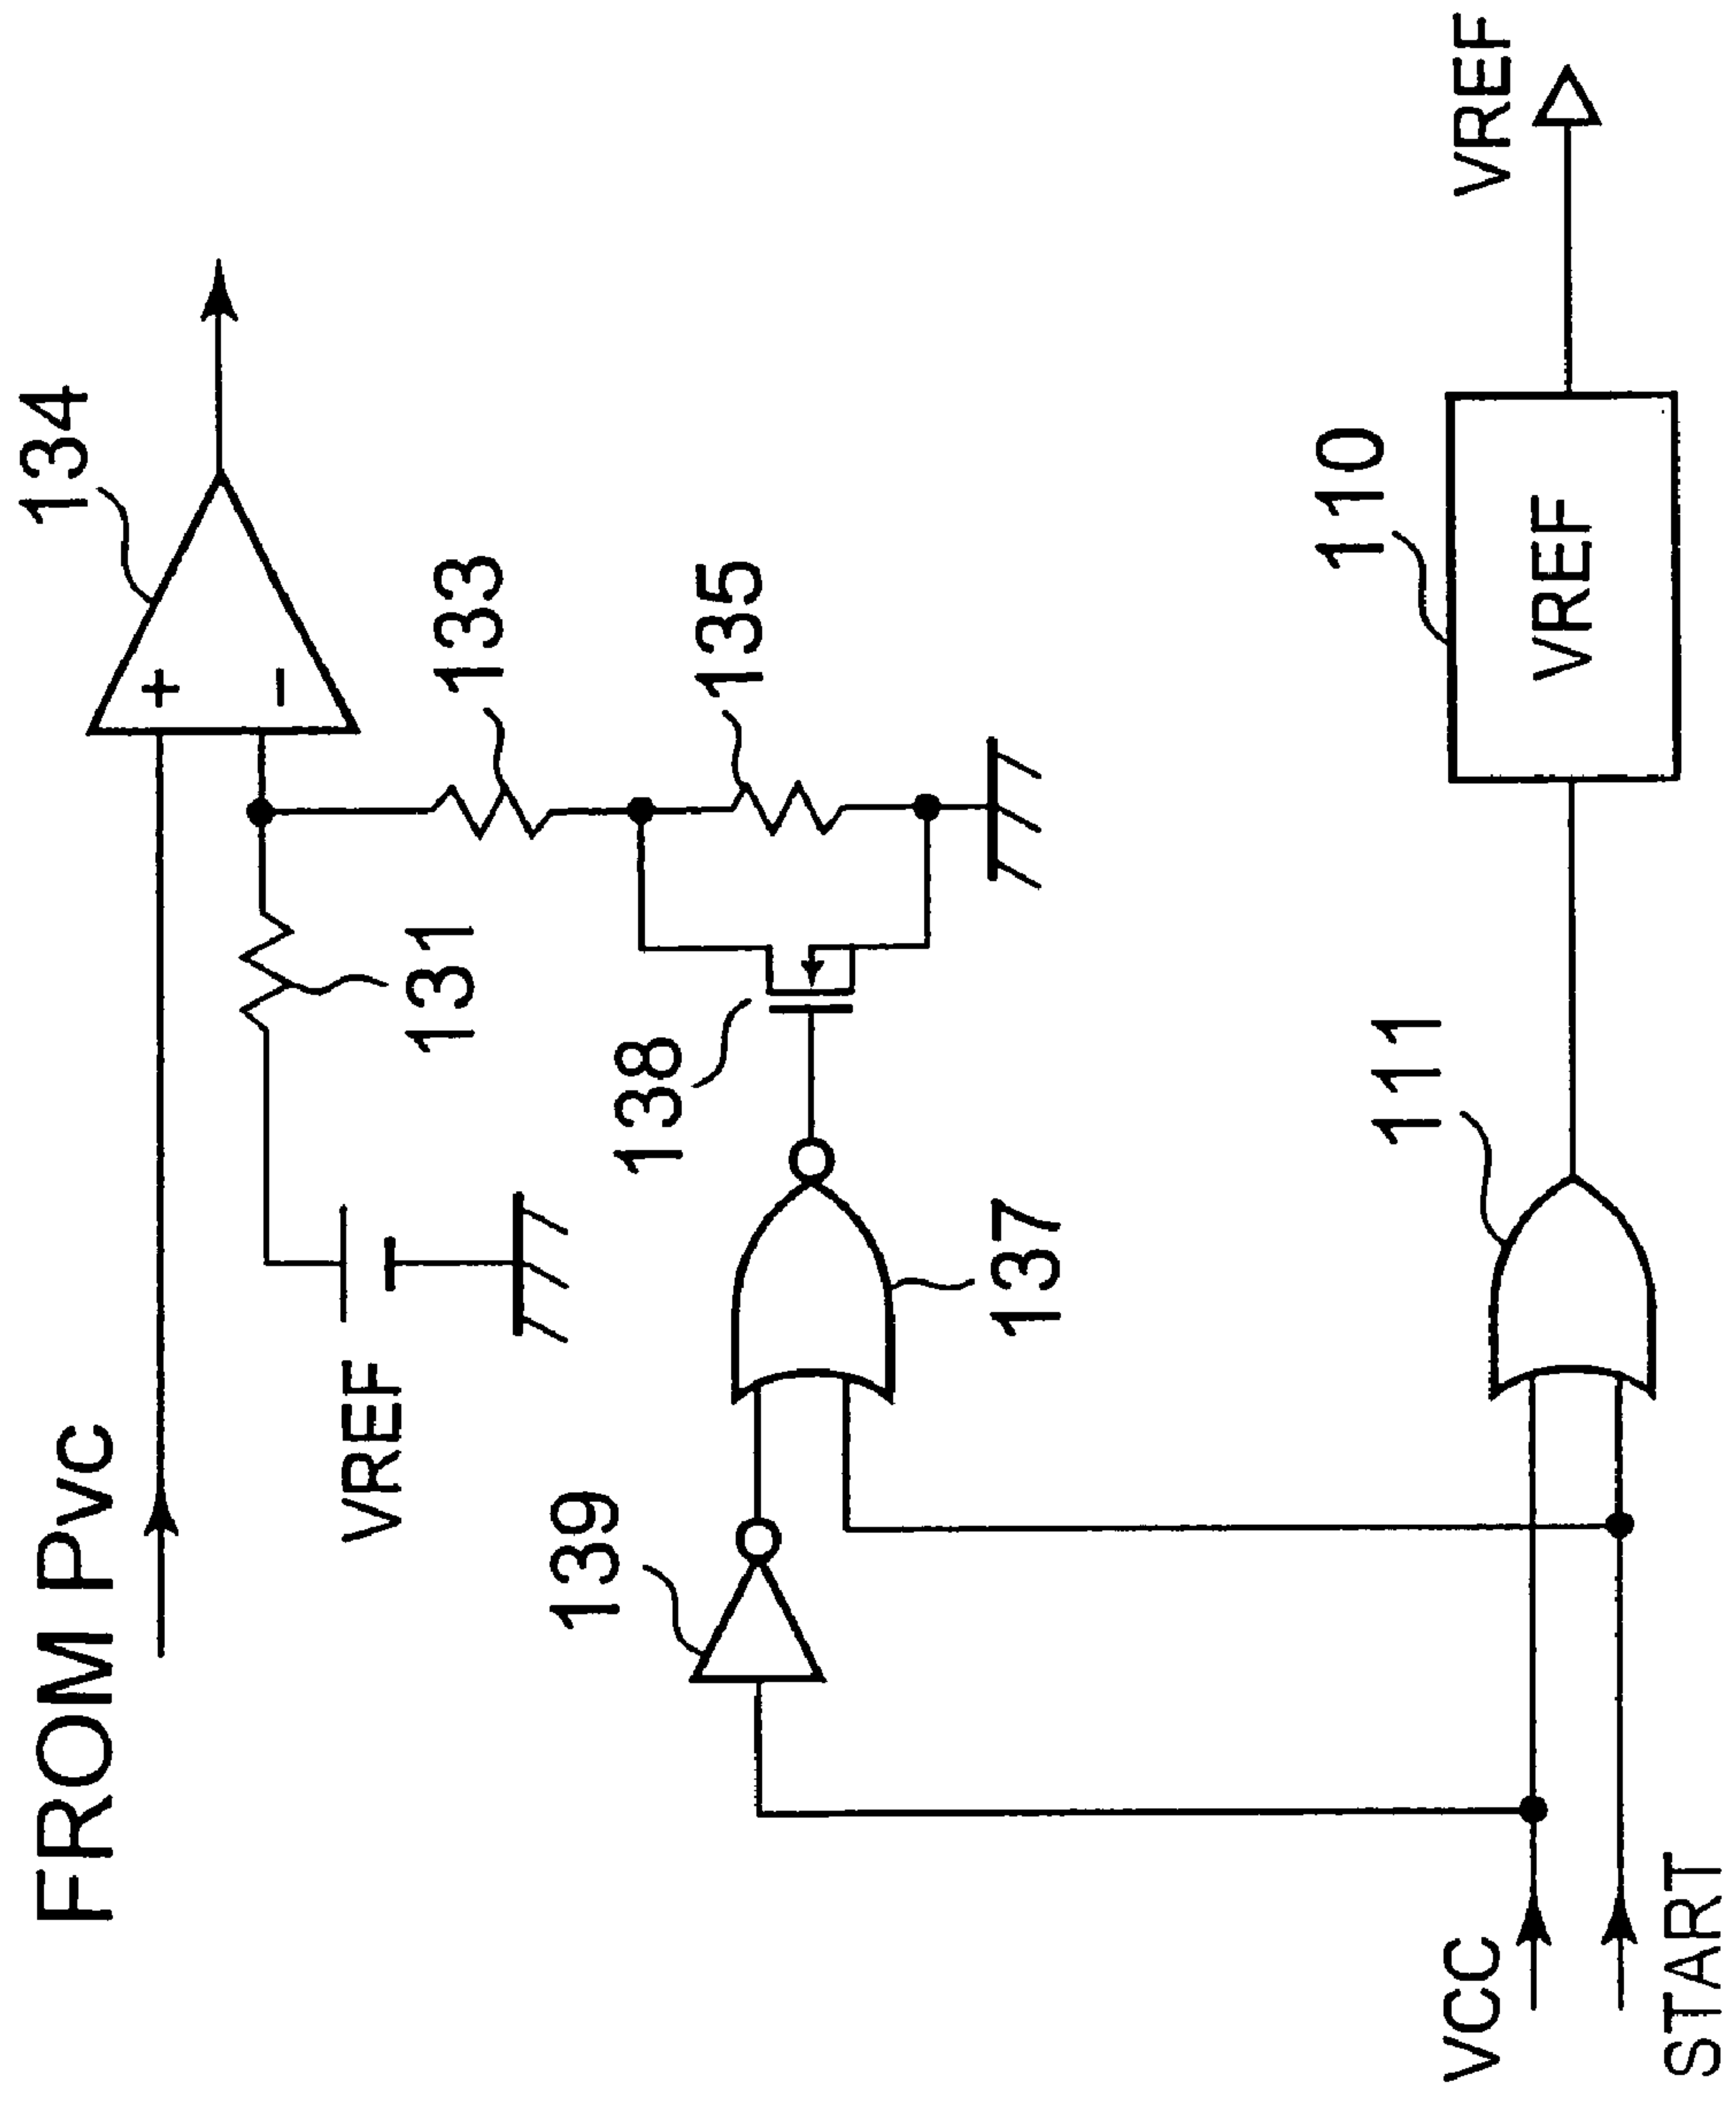 FROM Pvc
134
+
-
VREF
131
133
138
135
139
137
VCC
START
111
110
VREF
VREF